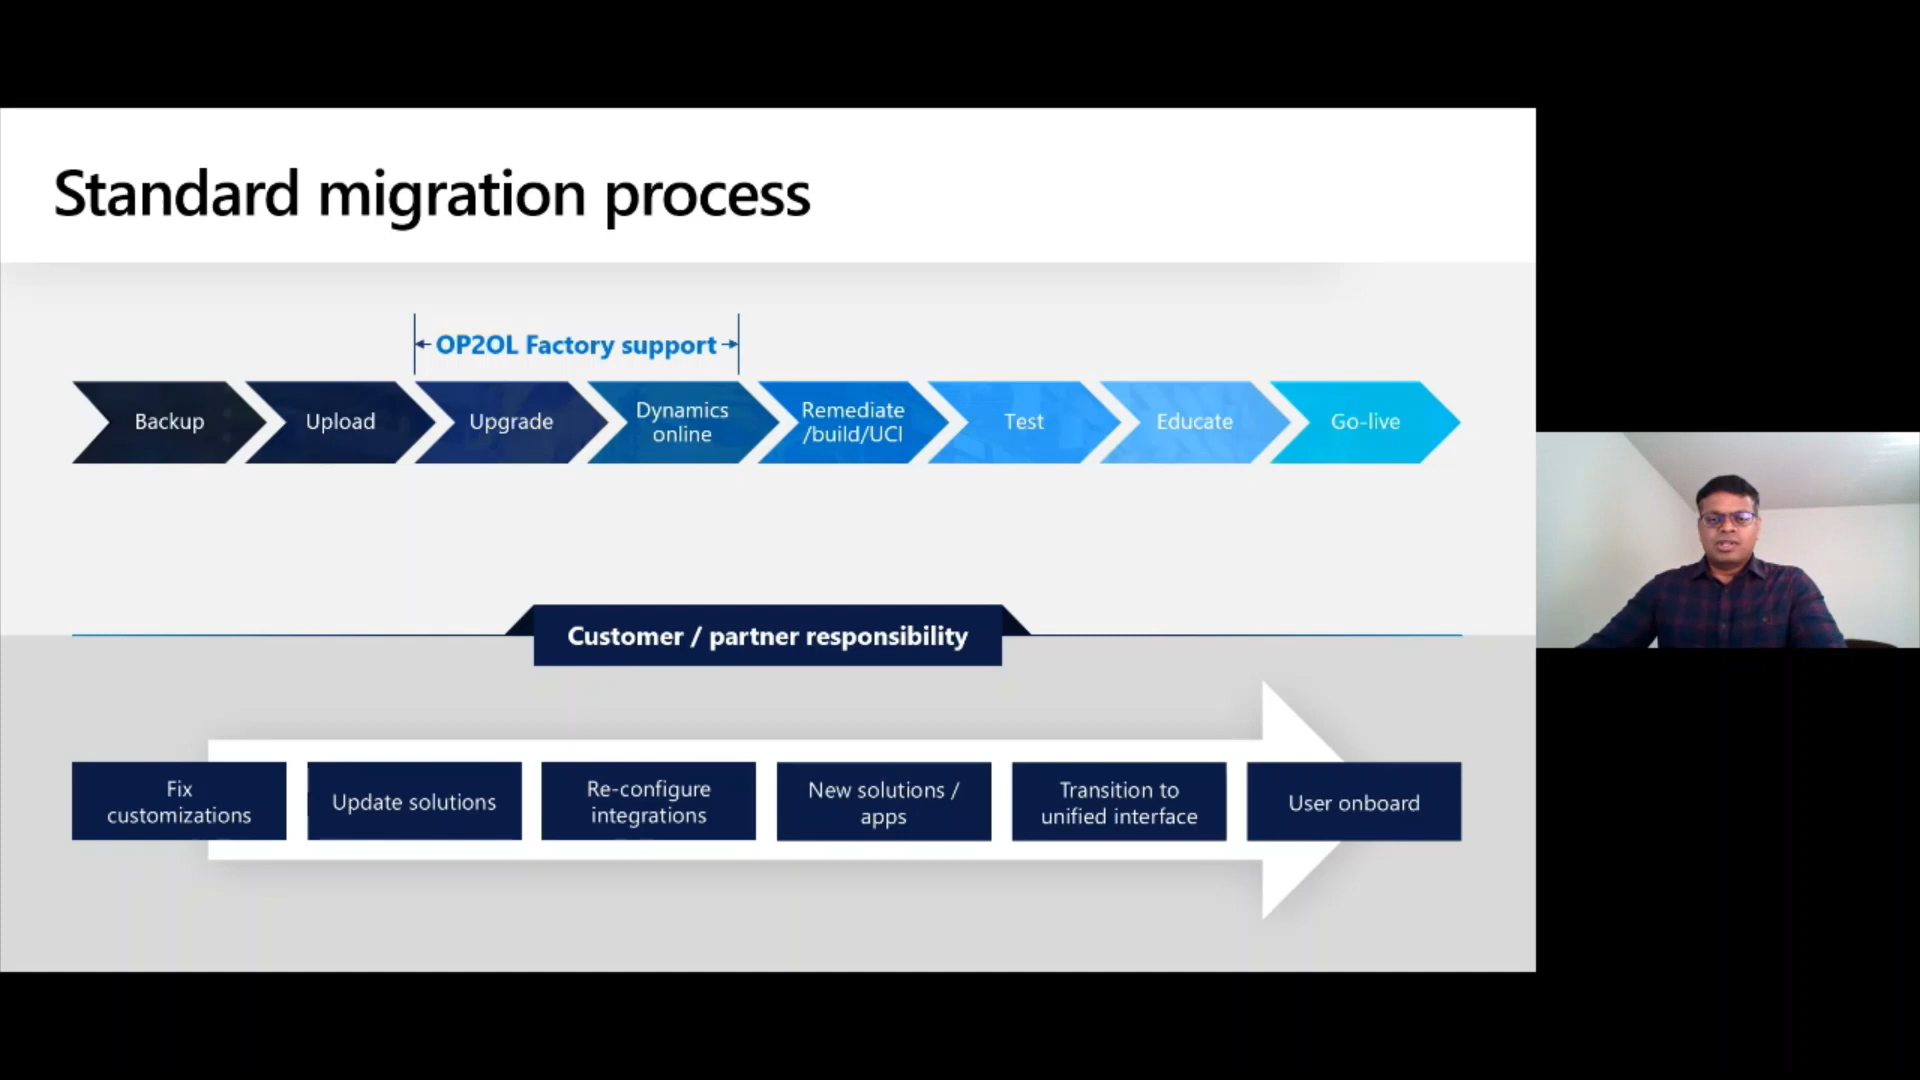 Standard migration process
OP2OL Factory support
Backup
Upload
Upgrade
Dynamics
online
Remediate
/build/UCI
Test
Educate
Go-live
Customer / partner responsibility
Fix
customizations
Update solutions
Re-configure
integrations
New solutions /
apps
Transition to
unified interface
User onboard